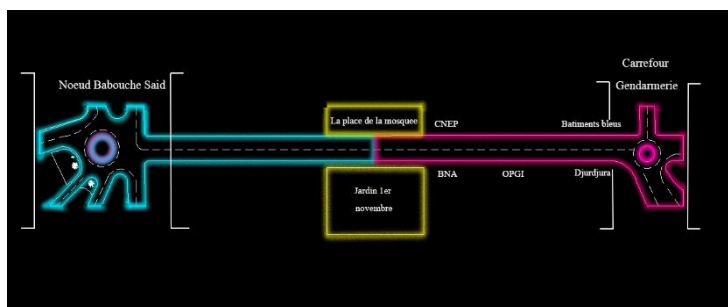 Carrefour
Gendarmerie
Noeud Babouche Said
La place de la mosquee
CNEP
Batiments bleus
BNA
OPGI
Djurdjura
Jardin 1er
novembre